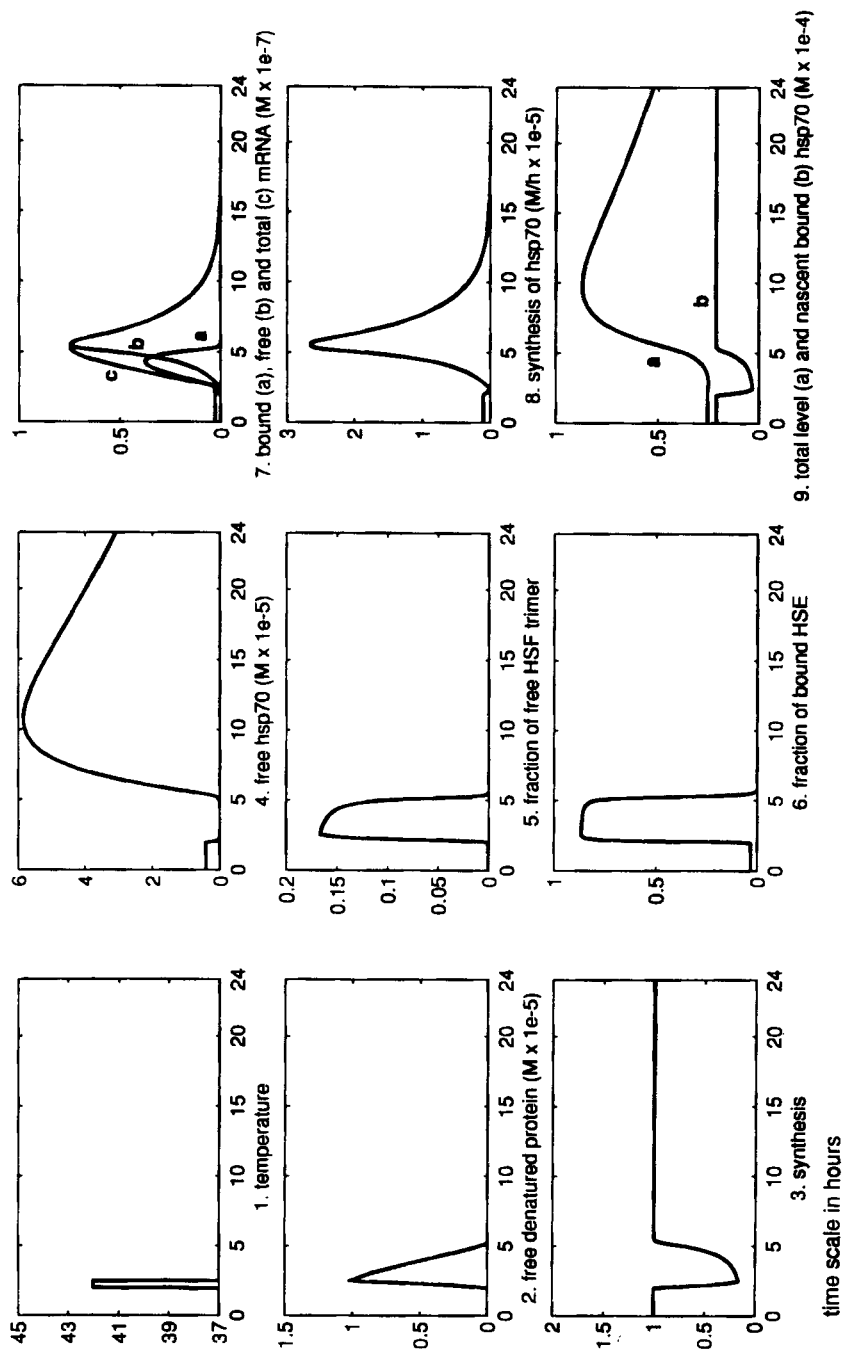 45
43
41
39
37
0 5 10 15 20 24
1. temperature
6
4
2
0
0 5 10 15 20 24
4. free hsp70 (M x 1e-5)
1
0.5
0
c
b
a
0 5 10 15 20 24
7. bound (a), free (b) and total (c) mRNA (M x 1e-7)
1.5
1
0.5
0
0 5 10 15 20 24
2. free denatured protein (M x 1e-5)
0.2
0.15
0.1
0.05
0
0 5 10 15 20 24
5. fraction of free HSF trimer
3
2
1
0
0 5 10 15 20 24
8. synthesis of hsp70 (M/h x 1e-5)
2
1.5
1
0.5
0
0 5 10 15 20 24
3. synthesis
1
0.5
0
0 5 10 15 20 24
6. fraction of bound HSE
1
0.5
0
a
b
0 5 10 15 20 24
9. total level (a) and nascent bound (b) hsp70 (M x 1e-4)
time scale in hours